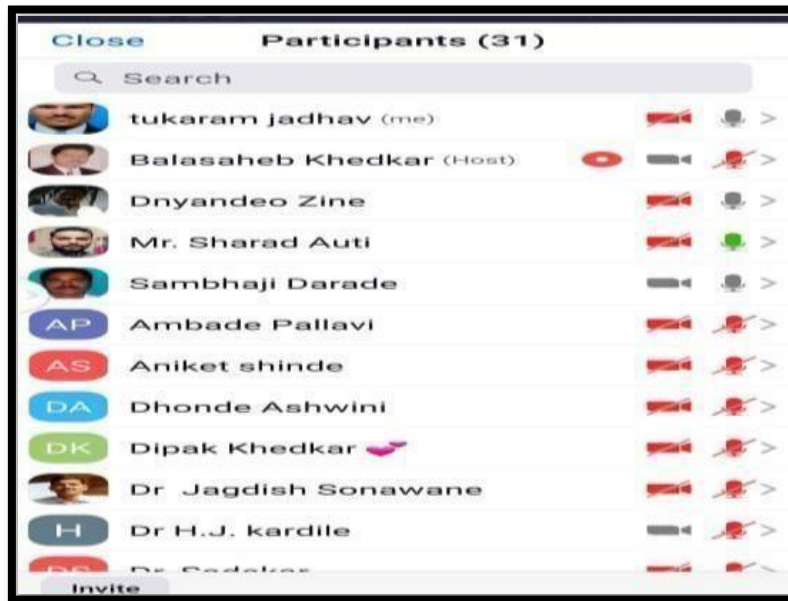 Close Participants (31)
Search
tukaram jadhav (me)
Balasaheb Khedkar (Host)
Dnyandeo Zine
Mr. Sharad Auti
Sambhaji Darade
AP Ambade Pallavi
AS Aniket shinde
DA Dhonde Ashwini
DK Dipak Khedkar 💕
Dr Jagdish Sonawane
H Dr H.J. kardile
Invite